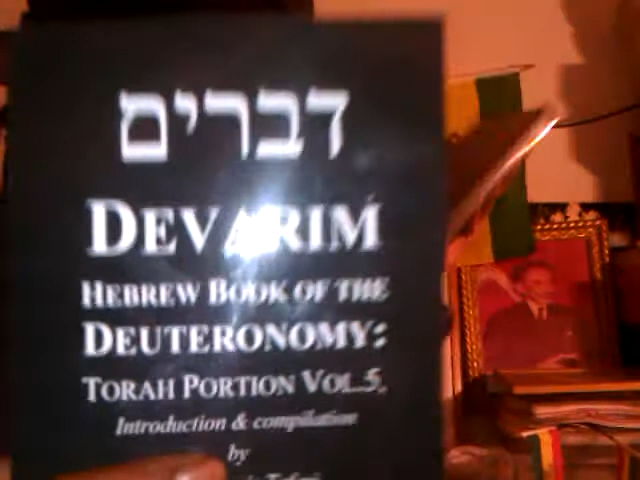 דברים
DEVARIM
HEBREW BOOK OF THE
DEUTERONOMY:
TORAH PORTION VOL.5,
Introduction & compilation
by